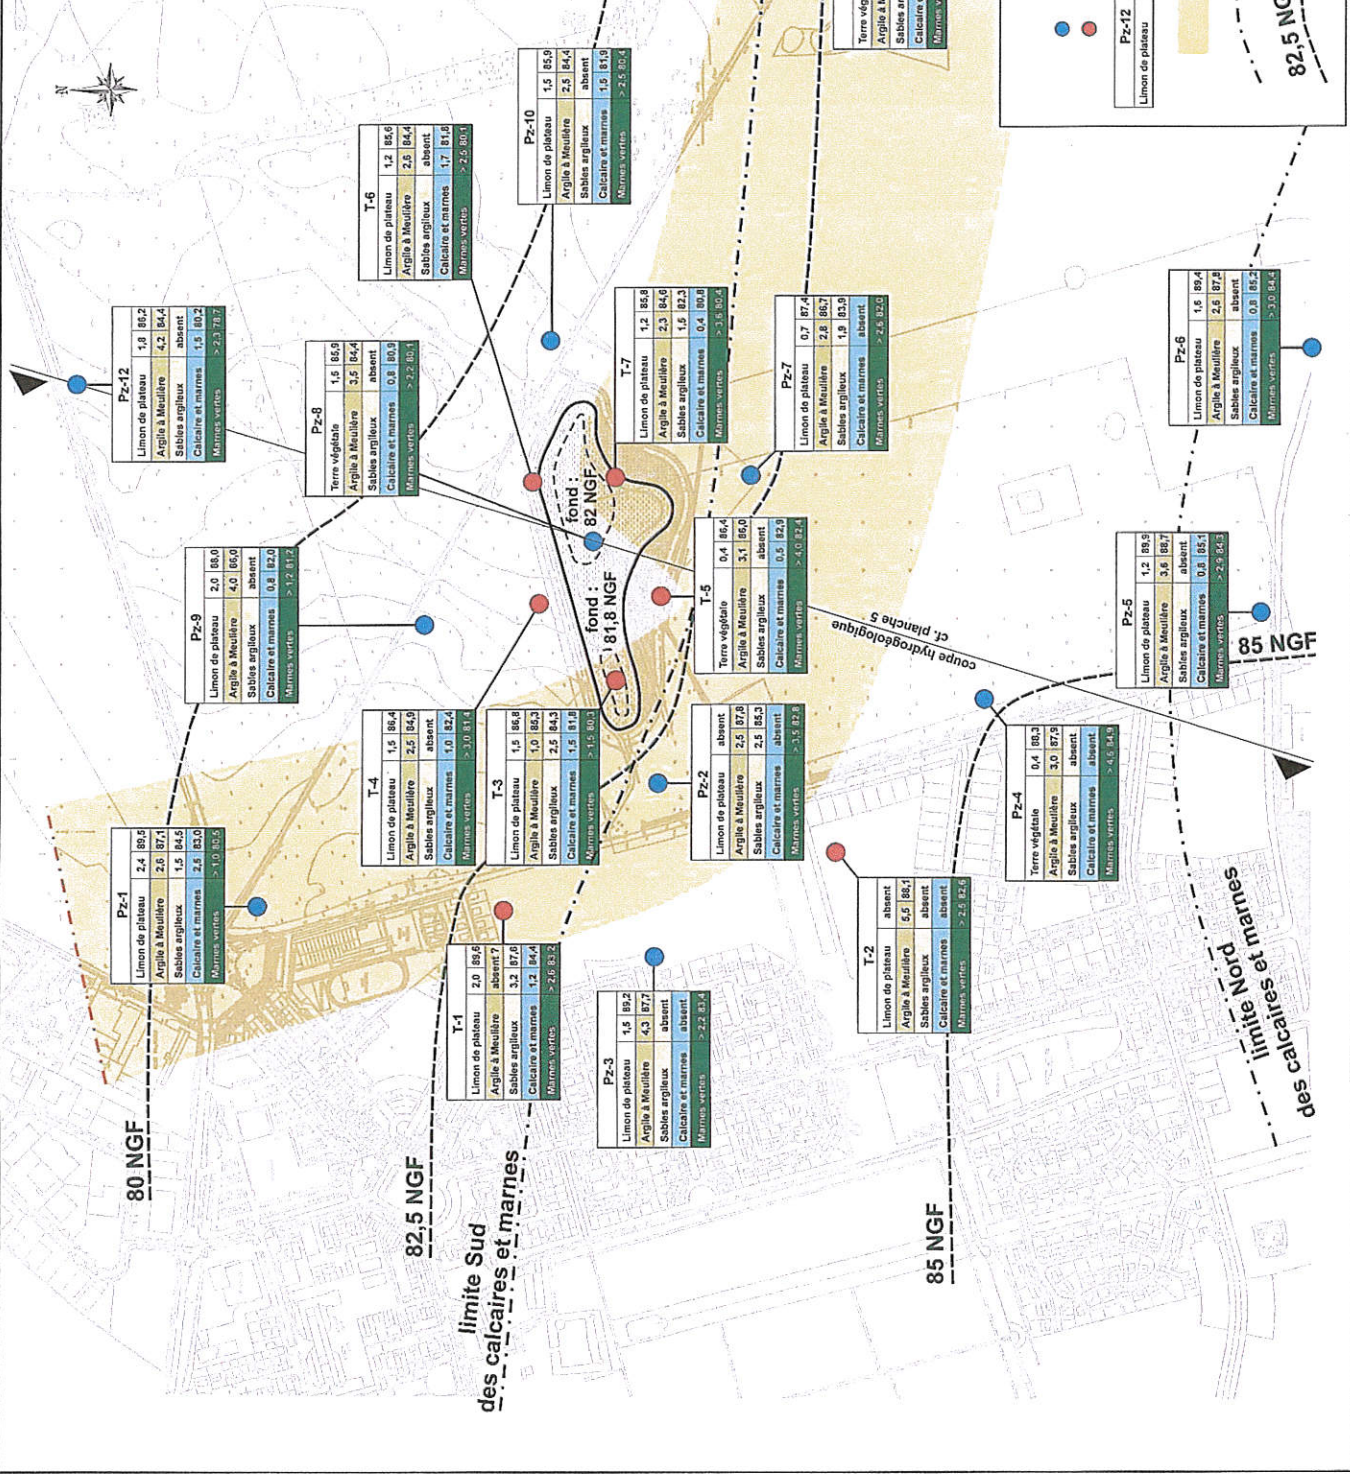 N
Pz-12
Limon de plateau 1,8 86,2
Argile à Meulière 4,2 84,4
Sables argileux absent
Calcaire et marnes 1,5 80,2
Marnes vertes > 2,3 78,7
T-6
Limon de plateau 1,2 85,6
Argile à Meulière 2,6 84,4
Sables argileux absent
Calcaire et marnes 1,7 81,8
Marnes vertes > 2,5 80,1
Pz-10
Limon de plateau 1,5 85,9
Argile à Meulière 2,5 84,4
Sables argileux absent
Calcaire et marnes 1,5 81,9
Marnes vertes > 2,5 80,4
Pz-8
Terre végétale 1,5 85,9
Argile à Meulière 3,5 84,4
Sables argileux absent
Calcaire et marnes 0,8 80,9
Marnes vertes > 2,2 80,1
Pz-9
Limon de plateau 2,0 88,0
Argile à Meulière 4,0 86,0
Sables argileux absent
Calcaire et marnes 0,8 82,0
Marnes vertes > 1,2 81,2
Pz-1
Limon de plateau 2,4 89,5
Argile à Meulière 2,6 87,1
Sables argileux 1,5 84,5
Calcaire et marnes 2,5 83,0
Marnes vertes > 1,0 80,5
80 NGF
T-4
Limon de plateau 1,5 86,4
Argile à Meulière 2,5 84,9
Sables argileux absent
Calcaire et marnes 1,0 82,4
Marnes vertes > 3,0 81,4
T-3
Limon de plateau 1,5 86,8
Argile à Meulière 1,0 85,3
Sables argileux 2,5 84,3
Calcaire et marnes 1,5 81,8
Marnes vertes > 1,5 80,3
fond :
81,8 NGF
fond :
82 NGF
T-7
Limon de plateau 1,2 85,8
Argile à Meulière 2,3 84,6
Sables argileux 1,5 82,3
Calcaire et marnes 0,4 80,8
Marnes vertes > 3,6 80,4
T-1
Limon de plateau 2,0 89,6
Argile à Meulière absent ?
Sables argileux 3,2 87,6
Calcaire et marnes 1,2 84,4
Marnes vertes > 2,6 83,2
82,5 NGF
limite Sud
des calcaires et marnes
Pz-3
Limon de plateau 1,5 89,2
Argile à Meulière 4,3 87,7
Sables argileux absent
Calcaire et marnes absent
Marnes vertes > 2,2 83,4
Pz-2
Limon de plateau absent
Argile à Meulière 2,5 87,8
Sables argileux 2,5 85,3
Calcaire et marnes absent
Marnes vertes > 3,5 82,8
T-5
Terre végétale 0,4 86,4
Argile à Meulière 3,1 86,0
Sables argileux absent
Calcaire et marnes 0,5 82,9
Marnes vertes > 4,0 82,4
Pz-7
Limon de plateau 0,7 87,4
Argile à Meulière 2,8 86,7
Sables argileux 1,9 83,9
Calcaire et marnes absent
Marnes vertes > 2,6 82,0
coupe hydrogéologique
cf. planche 5
T-2
Limon de plateau absent
Argile à Meulière 5,5 88,1
Sables argileux absent
Calcaire et marnes absent
Marnes vertes > 2,5 82,6
85 NGF
Pz-4
Terre végétale 0,4 88,3
Argile à Meulière 3,0 87,9
Sables argileux absent
Calcaire et marnes absent
Marnes vertes > 4,6 84,9
Pz-5
Limon de plateau 1,2 89,9
Argile à Meulière 3,6 88,7
Sables argileux absent
Calcaire et marnes 0,8 85,1
Marnes vertes > 2,9 84,3
85 NGF
Pz-6
Limon de plateau 1,6 89,4
Argile à Meulière 2,6 87,8
Sables argileux absent
Calcaire et marnes 0,8 85,2
Marnes vertes > 3,0 84,4
limite Nord
des calcaires et marnes
Terre vég
Argile à M
Sables ar
Calcaire e
Marnes ve
Pz-12
Limon de plateau
82,5 NG